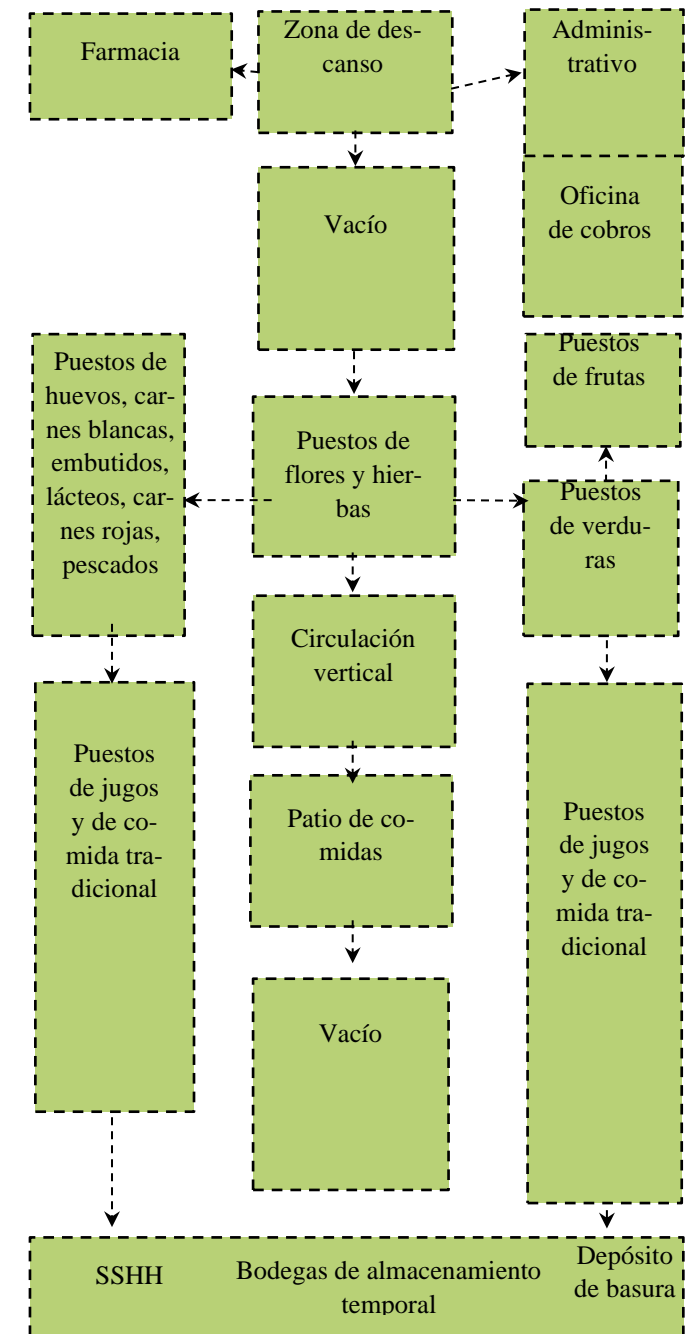 Farmacia
Zona de des-
canso
Adminis-
trativo
Oficina
de cobros
Vacío
Puestos de
huevos, car-
nes blancas,
embutidos,
lácteos, car-
nes rojas,
pescados
Puestos de
flores y hier-
bas
Puestos
de frutas
Puestos
de verdu-
ras
Circulación
vertical
Puestos
de jugos
y de co-
mida tra-
dicional
Patio de co-
midas
Puestos
de jugos
y de co-
mida tra-
dicional
Vacío
SSHH
Bodegas de almacenamiento
temporal
Depósito
de basura